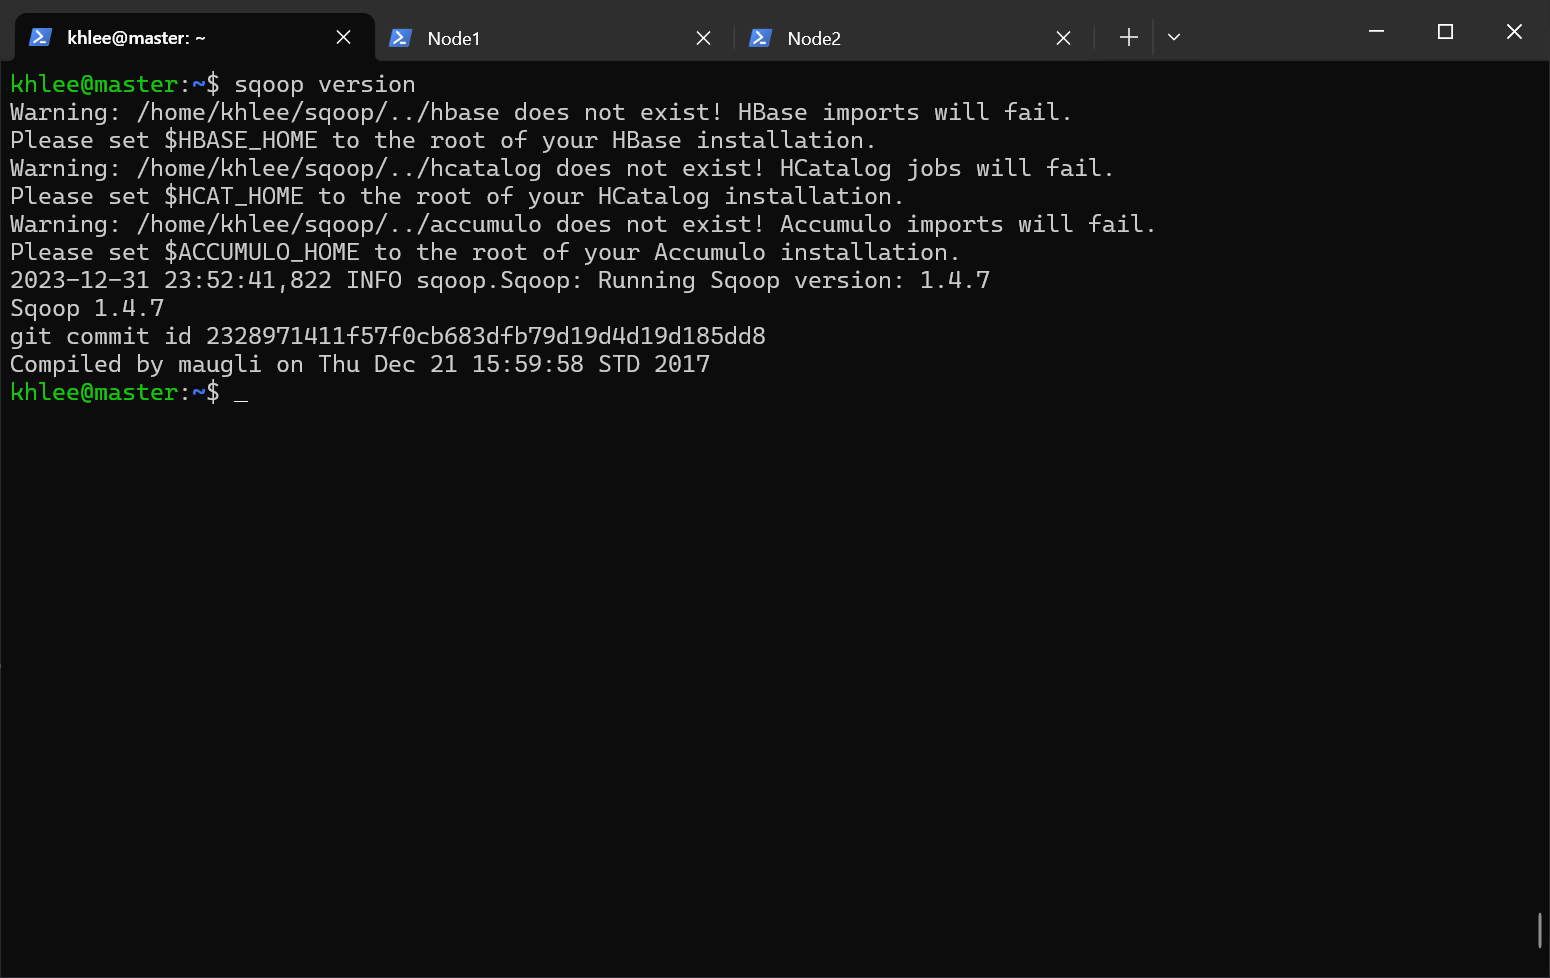 khlee@master: ~
Node1
Node2
khlee@master:~$ sqoop version
Warning: /home/khlee/sqoop/../hbase does not exist! HBase imports will fail.
Please set $HBASE_HOME to the root of your HBase installation.
Warning: /home/khlee/sqoop/../hcatalog does not exist! HCatalog jobs will fail.
Please set $HCAT_HOME to the root of your HCatalog installation.
Warning: /home/khlee/sqoop/../accumulo does not exist! Accumulo imports will fail.
Please set $ACCUMULO_HOME to the root of your Accumulo installation.
2023-12-31 23:52:41,822 INFO sqoop.Sqoop: Running Sqoop version: 1.4.7
Sqoop 1.4.7
git commit id 2328971411f57f0cb683dfb79d19d4d19d185dd8
Compiled by maugli on Thu Dec 21 15:59:58 STD 2017
khlee@master:~$ _